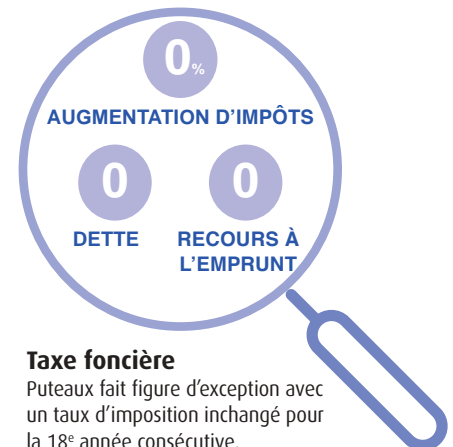 0%
AUGMENTATION D’IMPÔTS
0
DETTE
0
RECOURS À
L’EMPRUNT
Taxe foncière
Puteaux fait figure d’exception avec
un taux d’imposition inchangé pour
la 18e année consécutive.